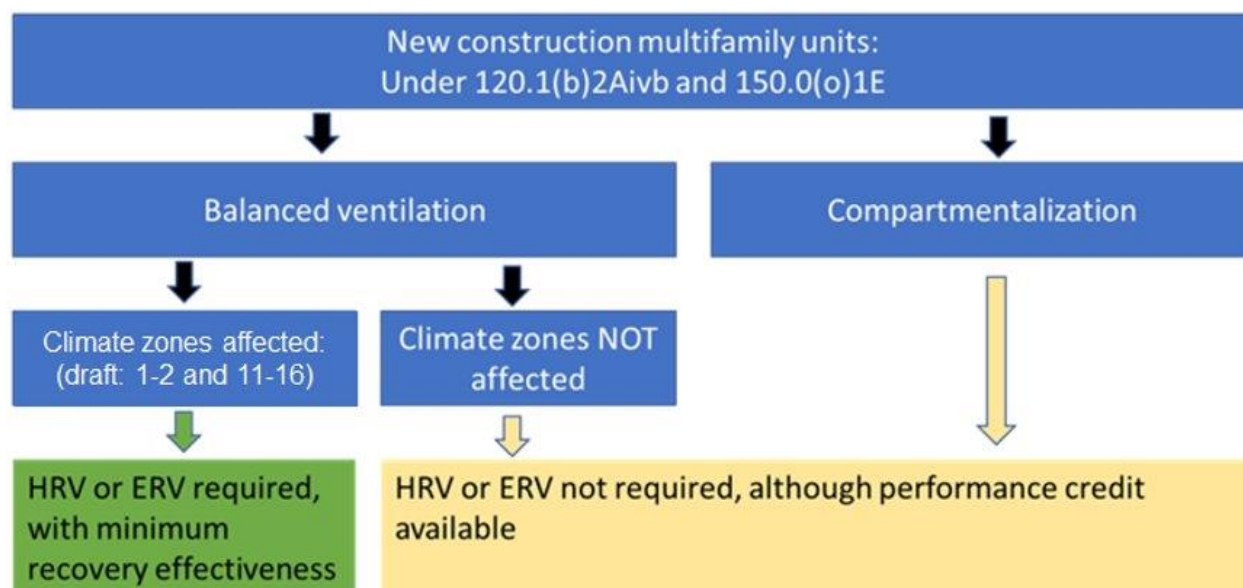 New construction multifamily units:
Under 120.1(b)2Aivb and 150.0(o)1E
Balanced ventilation
Compartmentalization
Climate zones affected:
(draft: 1-2 and 11-16)
Climate zones NOT
affected
HRV or ERV required,
with minimum
recovery effectiveness
HRV or ERV not required, although performance credit
available